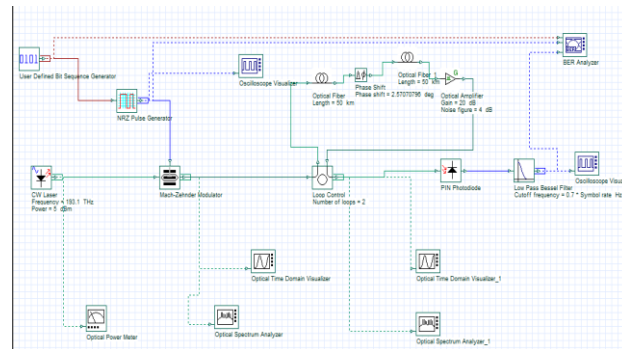 0101
User Defined Bit Sequence Generator
NRZ Pulse Generator
Oscilloscope Visualizer
Optical Fiber
Length = 50 km
Phase Shift
Phase shift = 2.57070796 deg
Optical Fiber_1
Length = 50 km
G
Optical Amplifier
Gain = 20 dB
Noise figure = 4 dB
BER Analyzer
CW Laser
Frequency = 193.1 THz
Power = 5 dBm
Mach-Zehnder Modulator
Loop Control
Number of loops = 2
PIN Photodiode
Low Pass Bessel Filter
Cutoff frequency = 0.7 * Symbol rate Hz
Oscilloscope Visu
Optical Time Domain Visualizer
Optical Time Domain Visualizer_1
Optical Power Meter
Optical Spectrum Analyzer
Optical Spectrum Analyzer_1